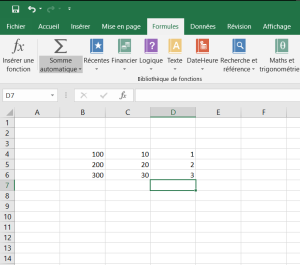 Fichier Accueil Insérer Mise en page Formules Données Révision Affichage
Insérer une fonction
Somme automatique
Récentes
Financier
Logique
Texte
DateHeure
Recherche et référence
Maths et trigonométrie
Bibliothèque de fonctions
D7 fx
A B C D E F
1
2
3
4 100 10 1
5 200 20 2
6 300 30 3
7
8
9
10
11
12
13
14